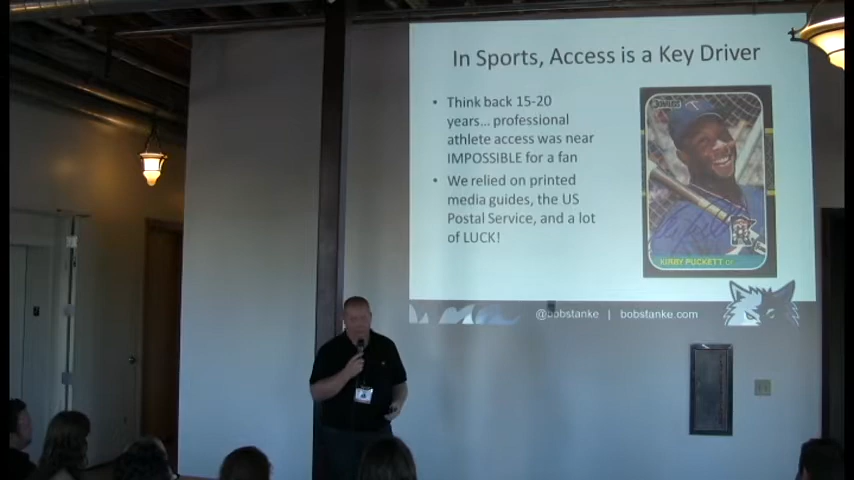 In Sports, Access is a Key Driver
• Think back 15-20
years... professional
athlete access was near
IMPOSSIBLE for a fan
• We relied on printed
media guides, the US
Postal Service, and a lot
of LUCK!
KIRBY PUCKETT OF
@bobstanke | bobstanke.com